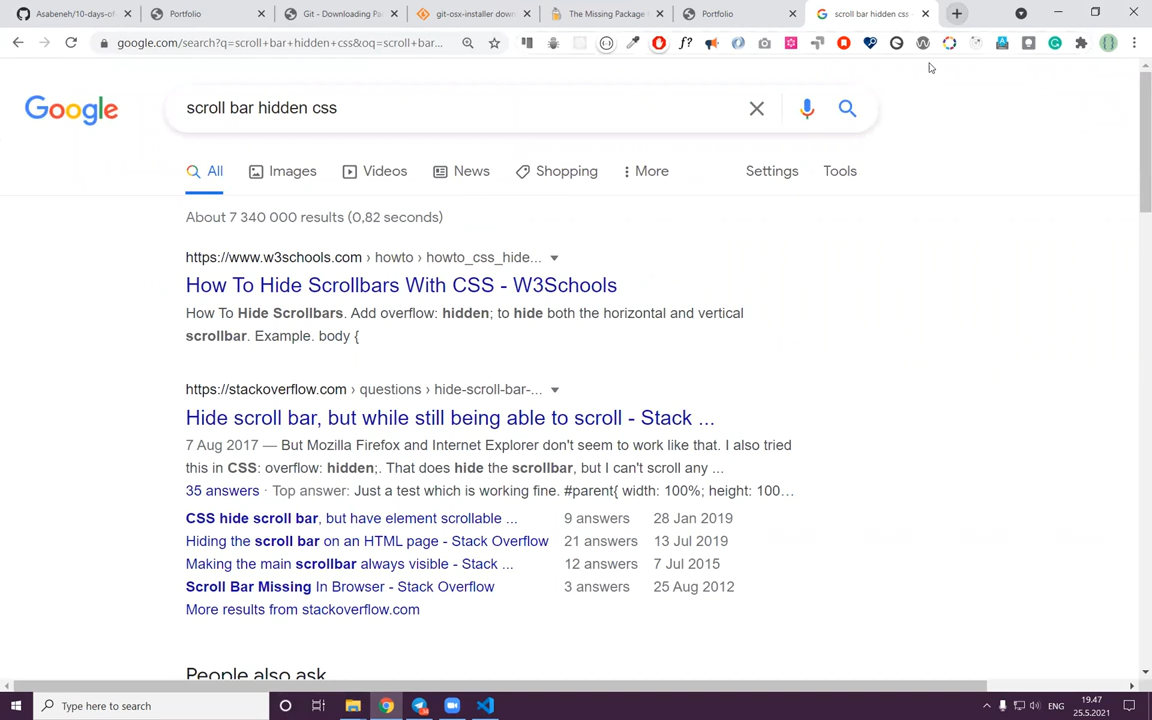 Asabeneh/10-days-of
Portfolio
Git - Downloading Pa
git-osx-installer down
The Missing Package
Portfolio
scroll bar hidden css
google.com/search?q=scroll+bar+hidden+css&oq=scroll+bar...
Google
scroll bar hidden css
All
Images
Videos
News
Shopping
More
Settings
Tools
About 7 340 000 results (0,82 seconds)
https://www.w3schools.com › howto › howto_css_hide...
How To Hide Scrollbars With CSS - W3Schools
How To Hide Scrollbars. Add overflow: hidden; to hide both the horizontal and vertical
scrollbar. Example. body {
https://stackoverflow.com › questions › hide-scroll-bar-...
Hide scroll bar, but while still being able to scroll - Stack ...
7 Aug 2017 — But Mozilla Firefox and Internet Explorer don't seem to work like that. I also tried
this in CSS: overflow: hidden;. That does hide the scrollbar, but I can't scroll any ...
35 answers · Top answer: Just a test which is working fine. #parent{ width: 100%; height: 100...
CSS hide scroll bar, but have element scrollable ... 9 answers 28 Jan 2019
Hiding the scroll bar on an HTML page - Stack Overflow 21 answers 13 Jul 2019
Making the main scrollbar always visible - Stack ... 12 answers 7 Jul 2015
Scroll Bar Missing In Browser - Stack Overflow 3 answers 25 Aug 2012
More results from stackoverflow.com
People also ask
Type here to search
ENG
19.47
25.5.2021